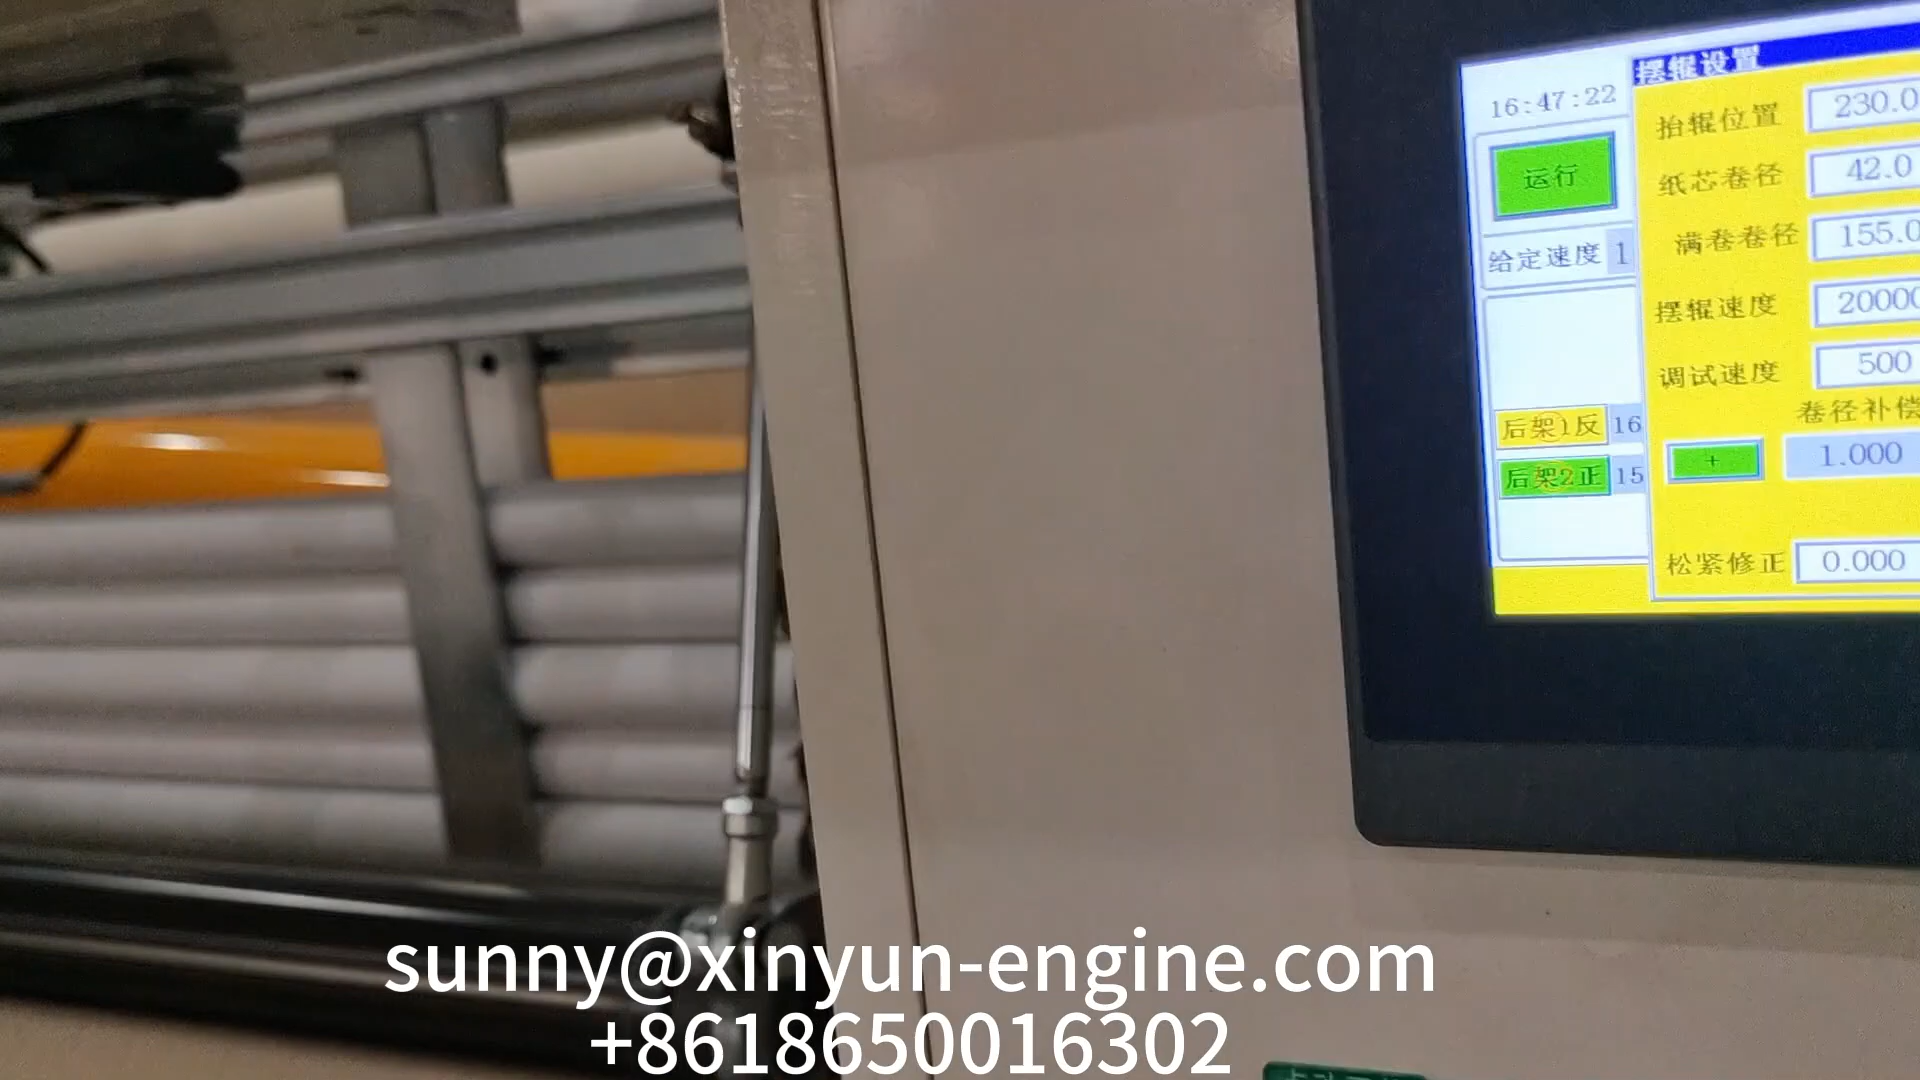 摆辊设置
16:47:22
运行
给定速度 1
后架1反 16
后架2正 15
抬辊位置 230.0
纸芯卷径 42.0
满卷卷径 155.0
摆辊速度 20000
调试速度 500
卷径补偿
+ 1.000
松紧修正 0.000
sunny@xinyun-engine.com
+8618650016302